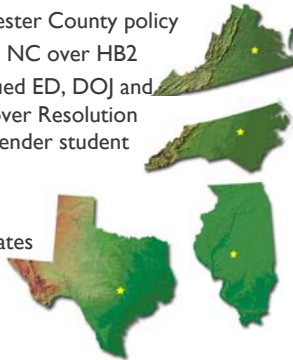 ester County policy
NC over HB2
ued ED, DOJ and
over Resolution
ender student
ates